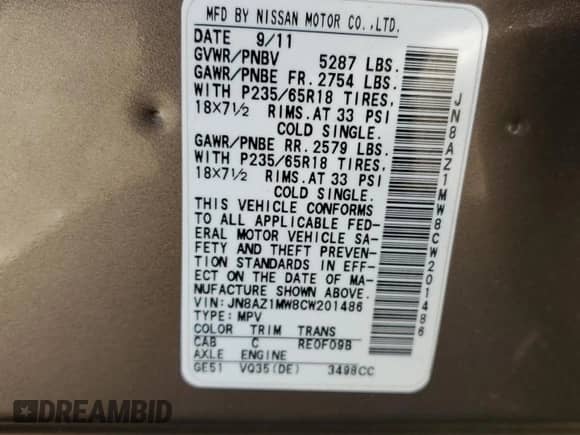 MFD BY NISSAN MOTOR CO.,LTD.
DATE 9/11
GVWR/PNBV 5287 LBS.
GAWR/PNBE FR. 2754 LBS.
WITH P235/65R18 TIRES,
18X7½ RIMS.AT 33 PSI
COLD SINGLE.
GAWR/PNBE RR. 2579 LBS.
WITH P235/65R18 TIRES,
18X7½ RIMS.AT 33 PSI
COLD SINGLE.
THIS VEHICLE CONFORMS
TO ALL APPLICABLE FED-
ERAL MOTOR VEHICLE SA-
FETY AND THEFT PREVEN-
TION STANDARDS IN EFF-
ECT ON THE DATE OF MA-
NUFACTURE SHOWN ABOVE.
VIN: JN8AZ1MW8CW201486
TYPE: MPV
COLOR TRIM TRANS
CAB C RE0F09B
AXLE ENGINE
GE51 VQ35(DE) 3498CC
JN8AZ1MW8CW201486
DREAMBID